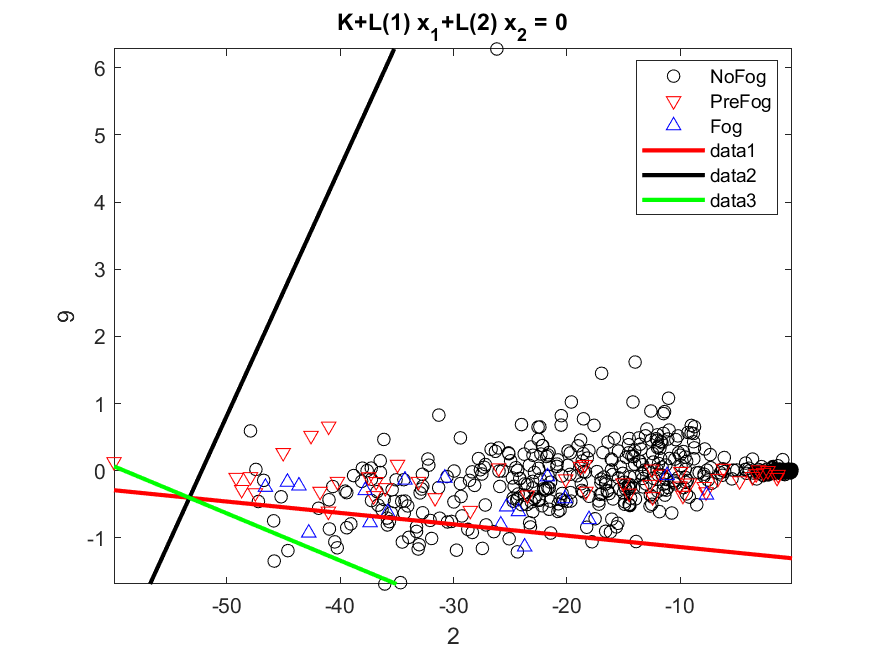 K+L(1) x1+L(2) x2 = 0
6
5
4
3
2
1
0
-1
9
-50
-40
-30
-20
-10
2
NoFog
PreFog
Fog
data1
data2
data3